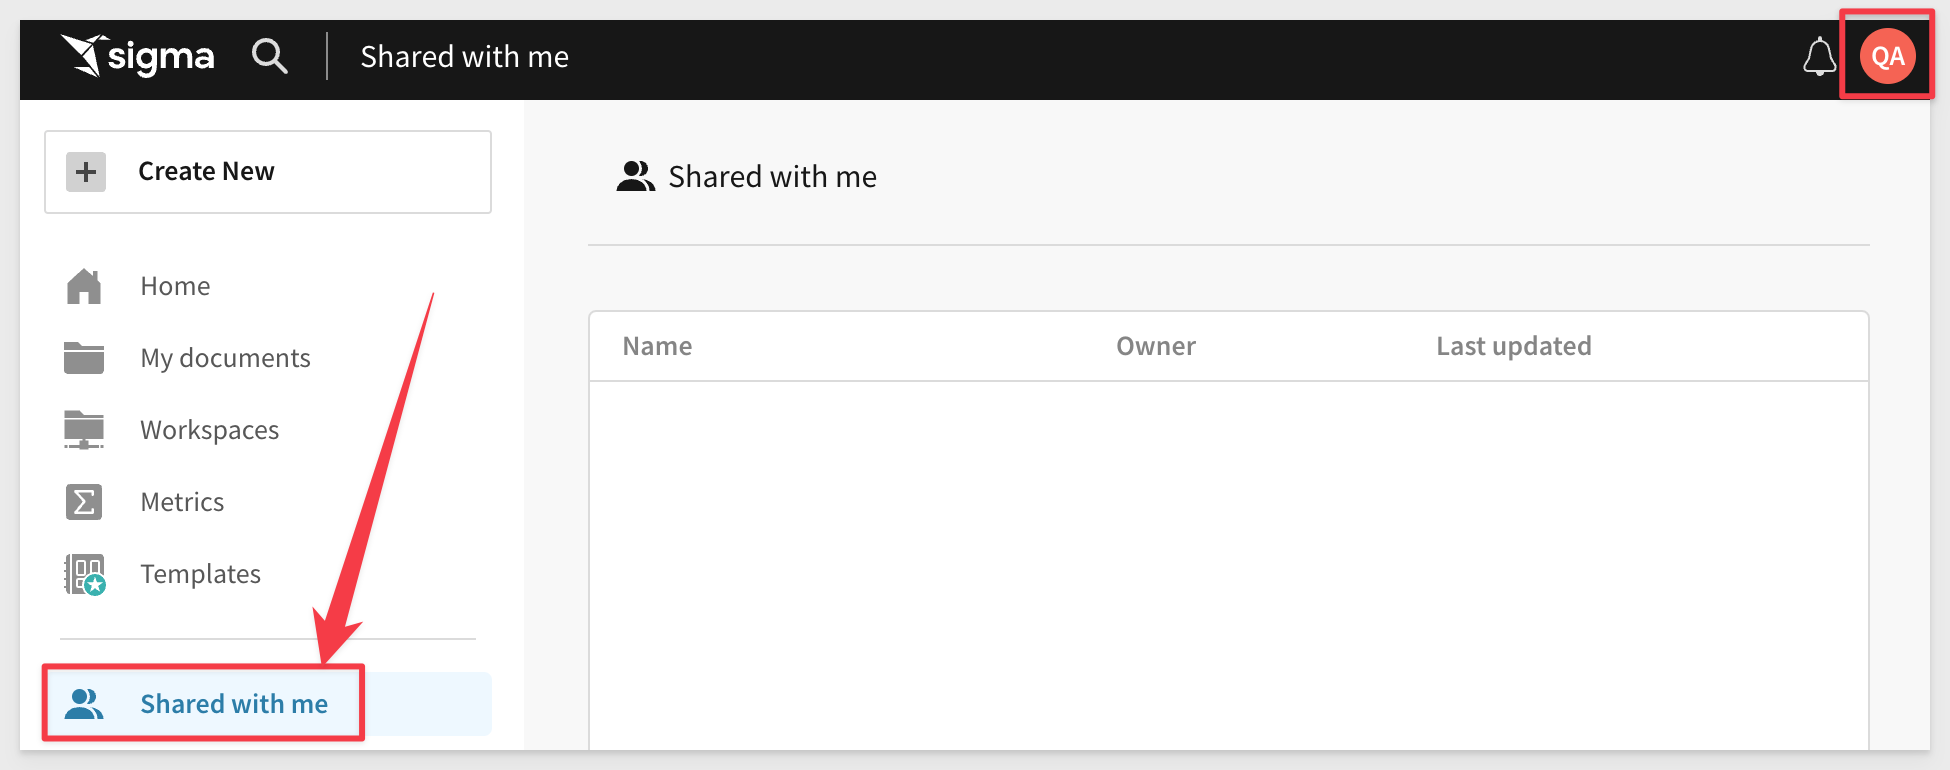 sigma
Shared with me
QA
Create New
Home
My documents
Workspaces
Metrics
Templates
Shared with me
Shared with me
Name
Owner
Last updated